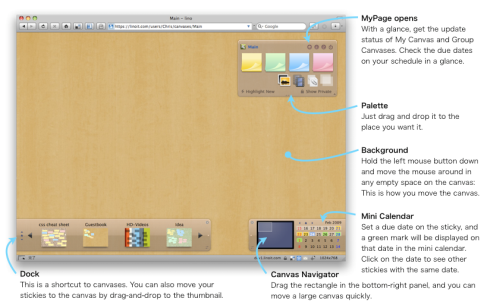 Main - lino
https://linoit.com/users/Chris/canvases/Main
Google
Main
Highlight New
Show Private
MyPage opens
With a glance, get the update
status of My Canvas and Group
Canvases. Check the due dates
on your schedule in a glance.
Palette
Just drag and drop it to the
place you want it.
Background
Hold the left mouse button down
and move the mouse around in
any empty space on the canvas:
This is how you move the canvas.
Mini Calendar
Set a due date on the sticky, and
a green mark will be displayed on
that date in the mini calendar.
Click on the date to see other
stickies with the same date.
css cheat sheet
Guestbook
HD-Videos
Idea
Feb 2009
1024x768
Dock
This is a shortcut to canvases. You can also move your
stickies to the canvas by drag-and-drop to the thumbnail.
Canvas Navigator
Drag the rectangle in the bottom-right panel, and you can
move a large canvas quickly.